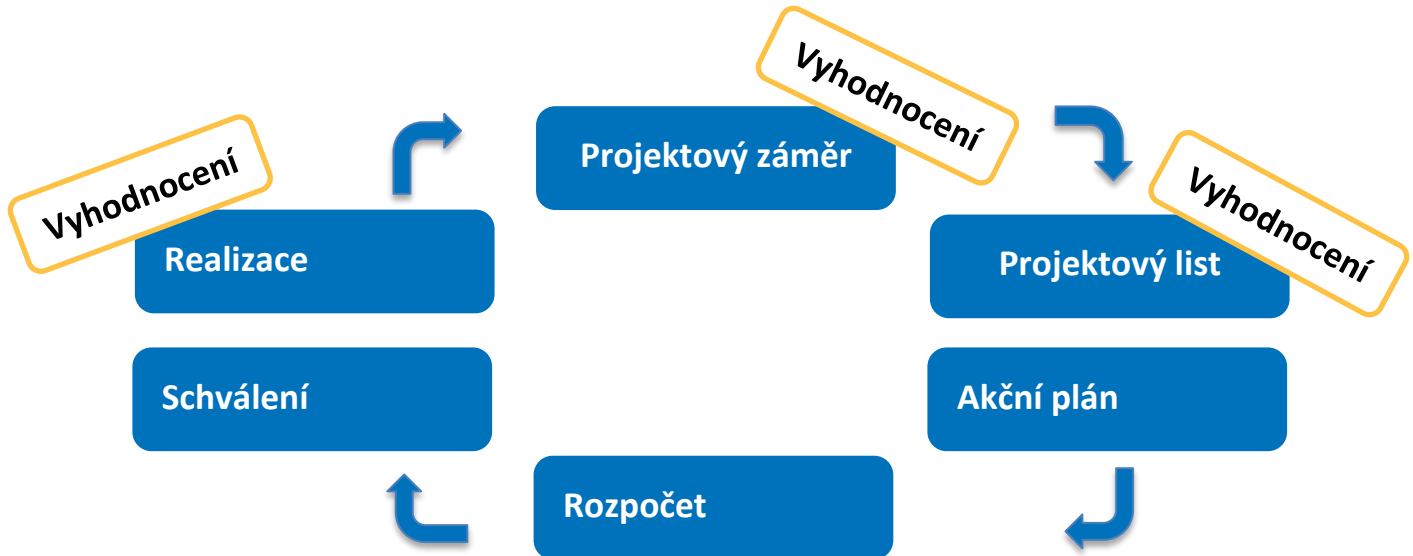 Vyhodnocení
Projektový záměr
Vyhodnocení
Vyhodnocení
Realizace
Projektový list
Schválení
Akční plán
Rozpočet